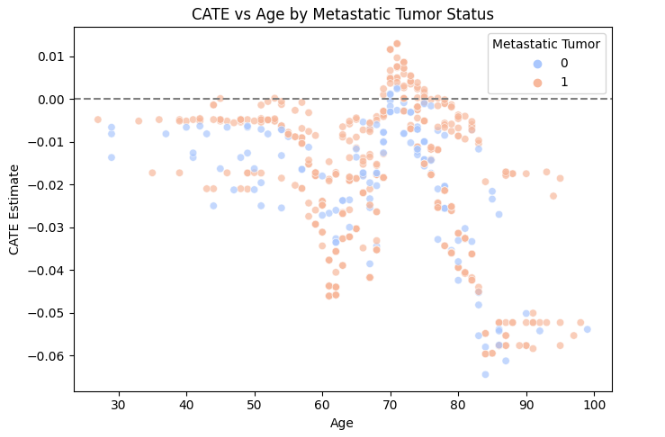 CATE vs Age by Metastatic Tumor Status
Metastatic Tumor
0
1
0.01
0.00
−0.01
−0.02
−0.03
−0.04
−0.05
−0.06
CATE Estimate
30 40 50 60 70 80 90 100
Age